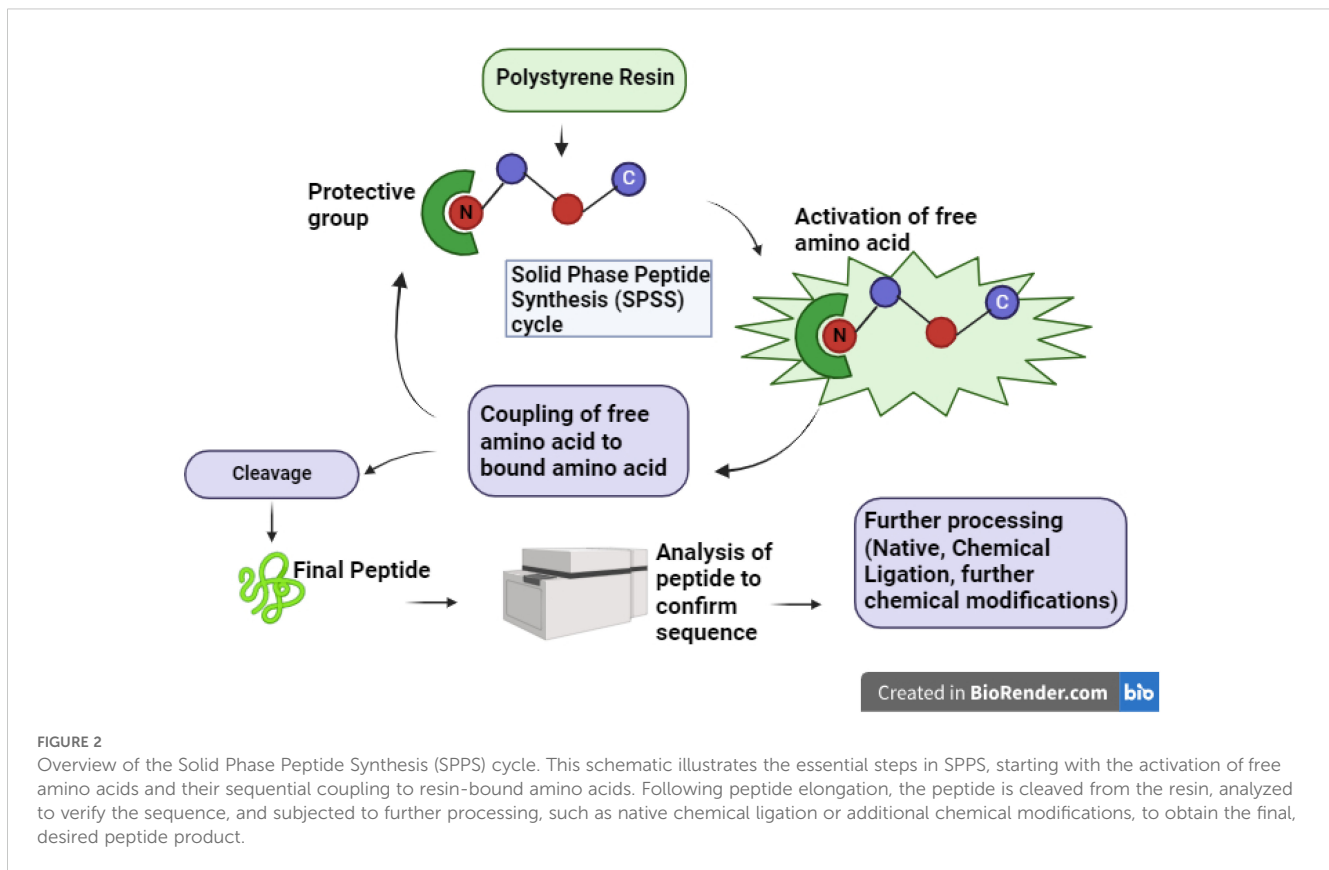 Polystyrene Resin
Protective
group
N
C
Activation of free
amino acid
Solid Phase Peptide
Synthesis (SPSS)
cycle
N
C
Coupling of free
amino acid to
bound amino acid
Cleavage
Final Peptide
Analysis of
peptide to
confirm
sequence
Further processing
(Native, Chemical
Ligation, further
chemical modifications)
Created in BioRender.com bio
FIGURE 2
Overview of the Solid Phase Peptide Synthesis (SPPS) cycle. This schematic illustrates the essential steps in SPPS, starting with the activation of free
amino acids and their sequential coupling to resin-bound amino acids. Following peptide elongation, the peptide is cleaved from the resin, analyzed
to verify the sequence, and subjected to further processing, such as native chemical ligation or additional chemical modifications, to obtain the final,
desired peptide product.